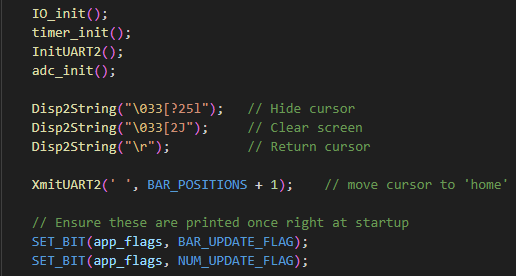 IO_init();
timer_init();
InitUART2();
adc_init();
Disp2String("\033[?25l");   // Hide cursor
Disp2String("\033[2J");     // Clear screen
Disp2String("\r");          // Return cursor
XmitUART2(' ', BAR_POSITIONS + 1);    // move cursor to 'home'
// Ensure these are printed once right at startup
SET_BIT(app_flags, BAR_UPDATE_FLAG);
SET_BIT(app_flags, NUM_UPDATE_FLAG);